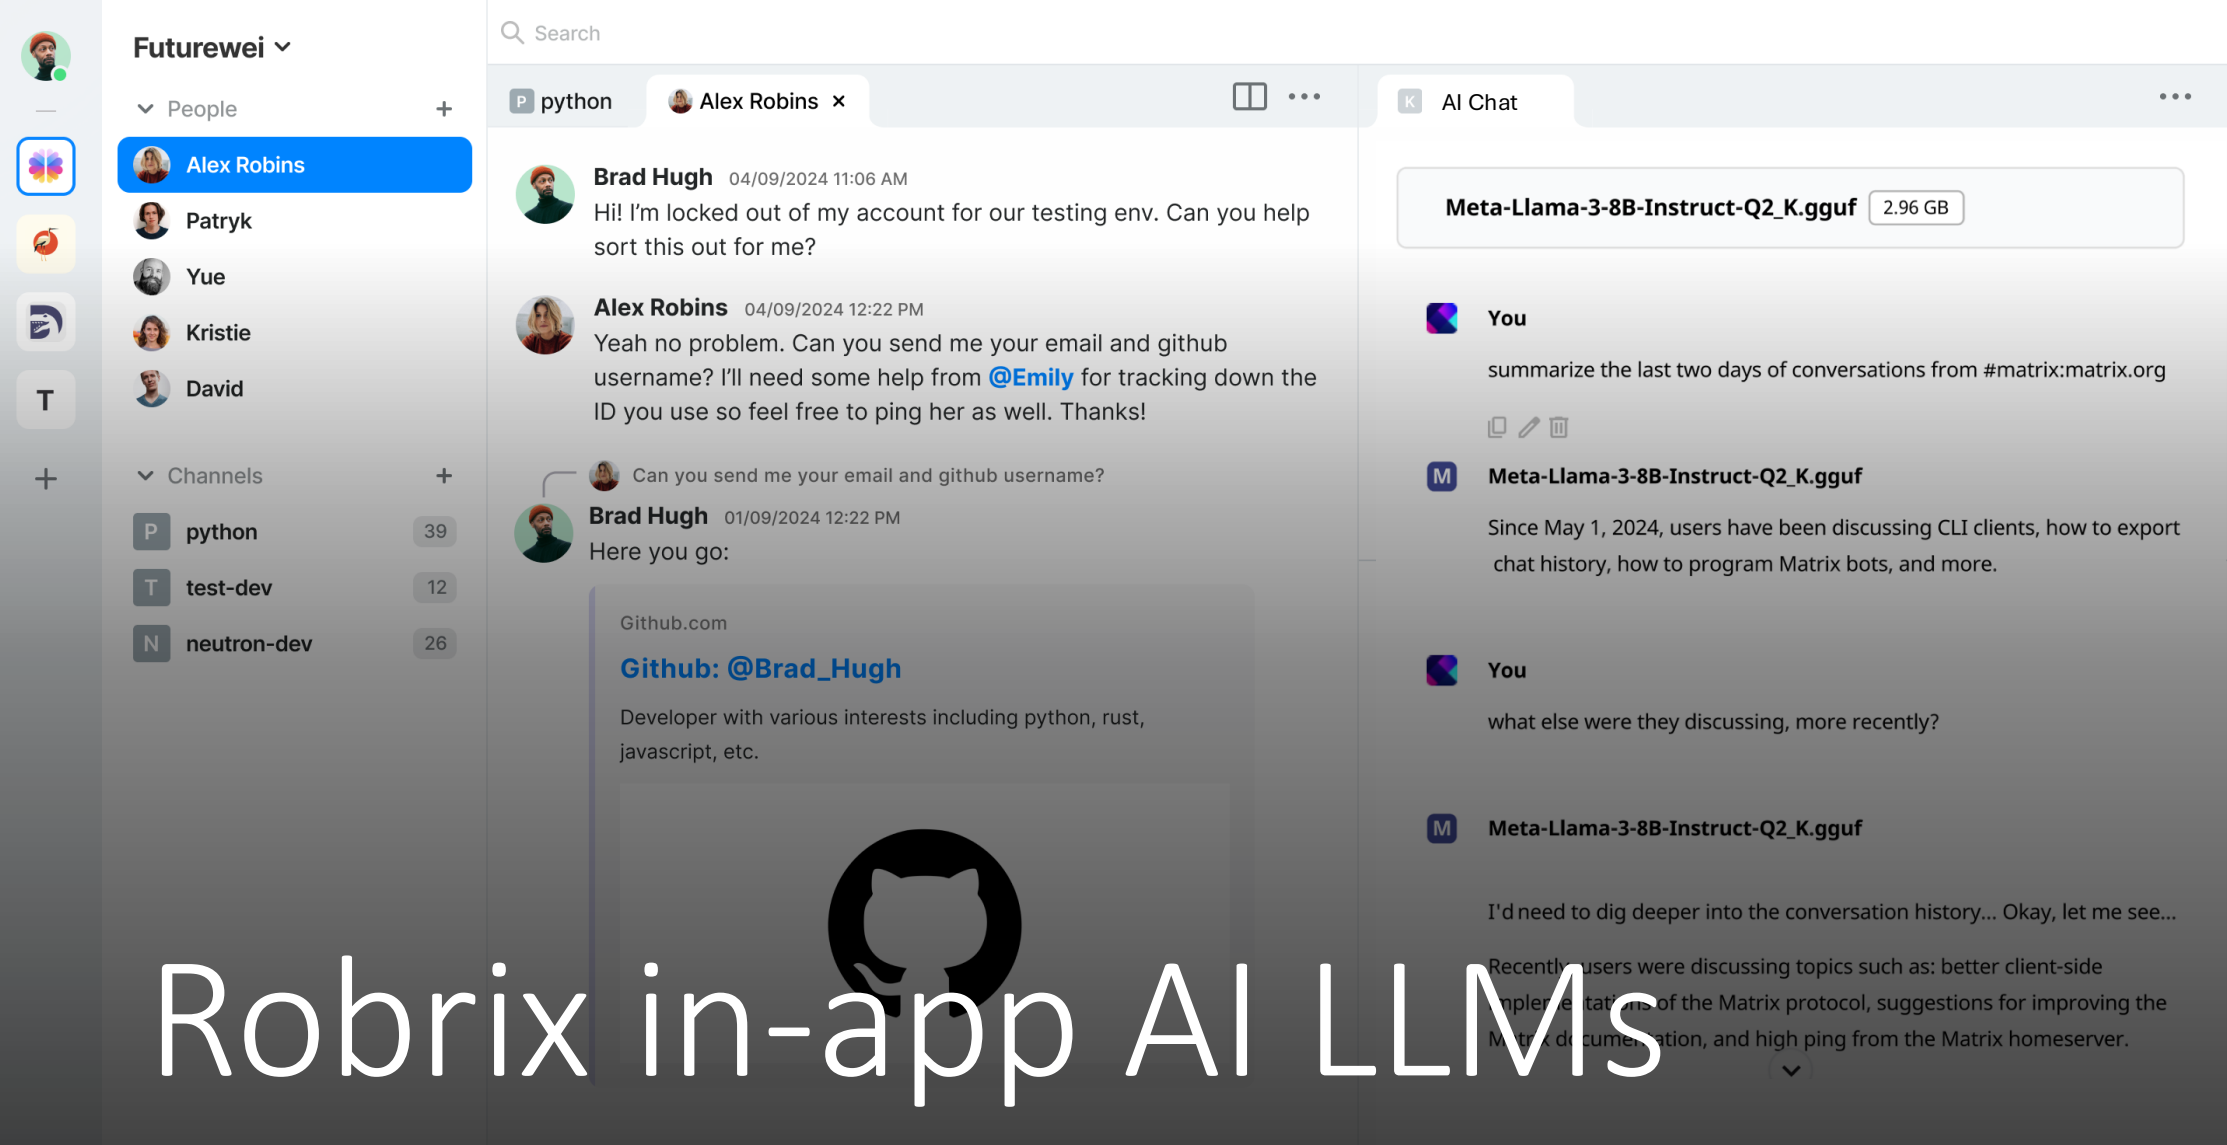 Futurewei
People
Alex Robins
Patryk
Yue
Kristie
David
T
Channels
P python 39
T test-dev 12
N neutron-dev 26
Search
P python
Alex Robins
Brad Hugh 04/09/2024 11:06 AM
Hi! I’m locked out of my account for our testing env. Can you help
sort this out for me?
Alex Robins 04/09/2024 12:22 PM
Yeah no problem. Can you send me your email and github
username? I’ll need some help from @Emily for tracking down the
ID you use so feel free to ping her as well. Thanks!
Can you send me your email and github username?
Brad Hugh 01/09/2024 12:22 PM
Here you go:
Github.com
Github: @Brad_Hugh
Developer with various interests including python, rust,
javascript, etc.
K AI Chat
Meta-Llama-3-8B-Instruct-Q2_K.gguf 2.96 GB
You
summarize the last two days of conversations from #matrix:matrix.org
M Meta-Llama-3-8B-Instruct-Q2_K.gguf
Since May 1, 2024, users have been discussing CLI clients, how to export
chat history, how to program Matrix bots, and more.
You
what else were they discussing, more recently?
M Meta-Llama-3-8B-Instruct-Q2_K.gguf
I'd need to dig deeper into the conversation history... Okay, let me see...
Recently users were discussing topics such as: better client-side
implementations of the Matrix protocol, suggestions for improving the
Matrix documentation, and high ping from the Matrix homeserver.
Robrix in-app AI LLMs